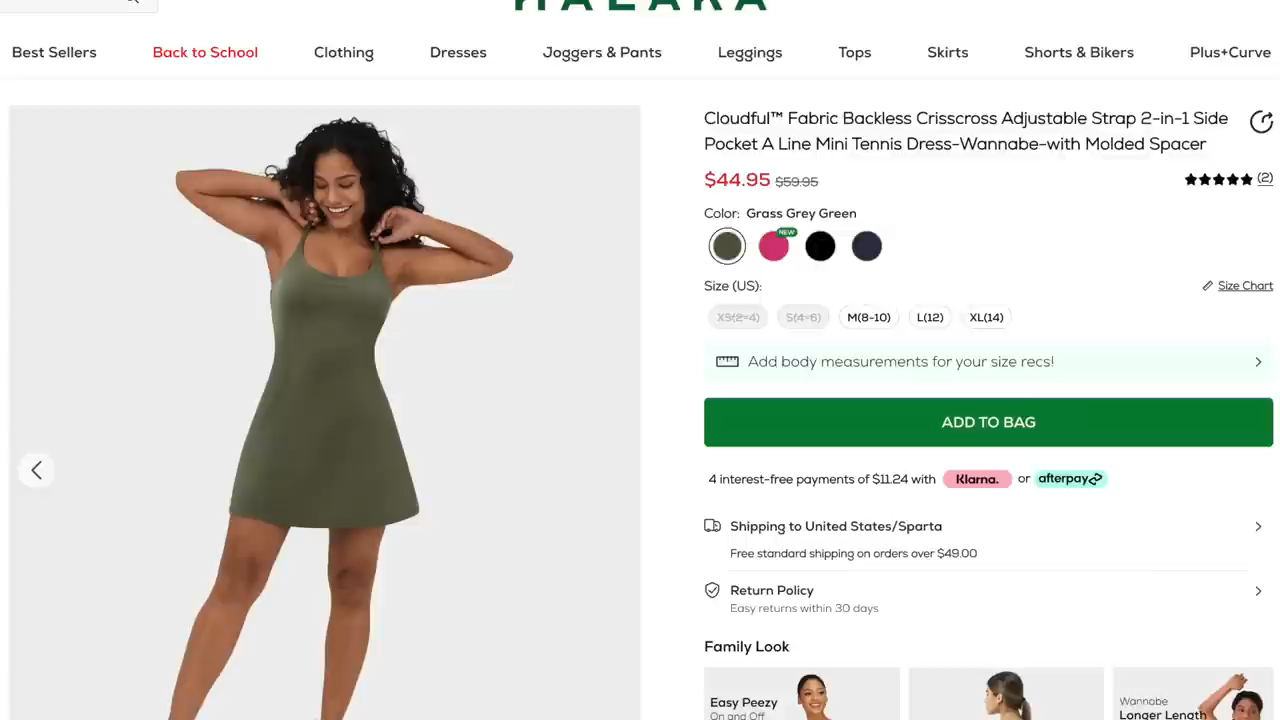 HALARA
Best Sellers
Back to School
Clothing
Dresses
Joggers & Pants
Leggings
Tops
Skirts
Shorts & Bikers
Plus+Curve
Cloudful™ Fabric Backless Crisscross Adjustable Strap 2-in-1 Side
Pocket A Line Mini Tennis Dress-Wannabe-with Molded Spacer
$44.95 $59.95
(2)
Color: Grass Grey Green
NEW
Size (US):
Size Chart
XS(2-4)
S(4-6)
M(8-10)
L(12)
XL(14)
Add body measurements for your size recs!
ADD TO BAG
4 interest-free payments of $11.24 with Klarna. or afterpay
Shipping to United States/Sparta
Free standard shipping on orders over $49.00
Return Policy
Easy returns within 30 days
Family Look
Easy Peezy
On and Off
Wannabe
Longer Length